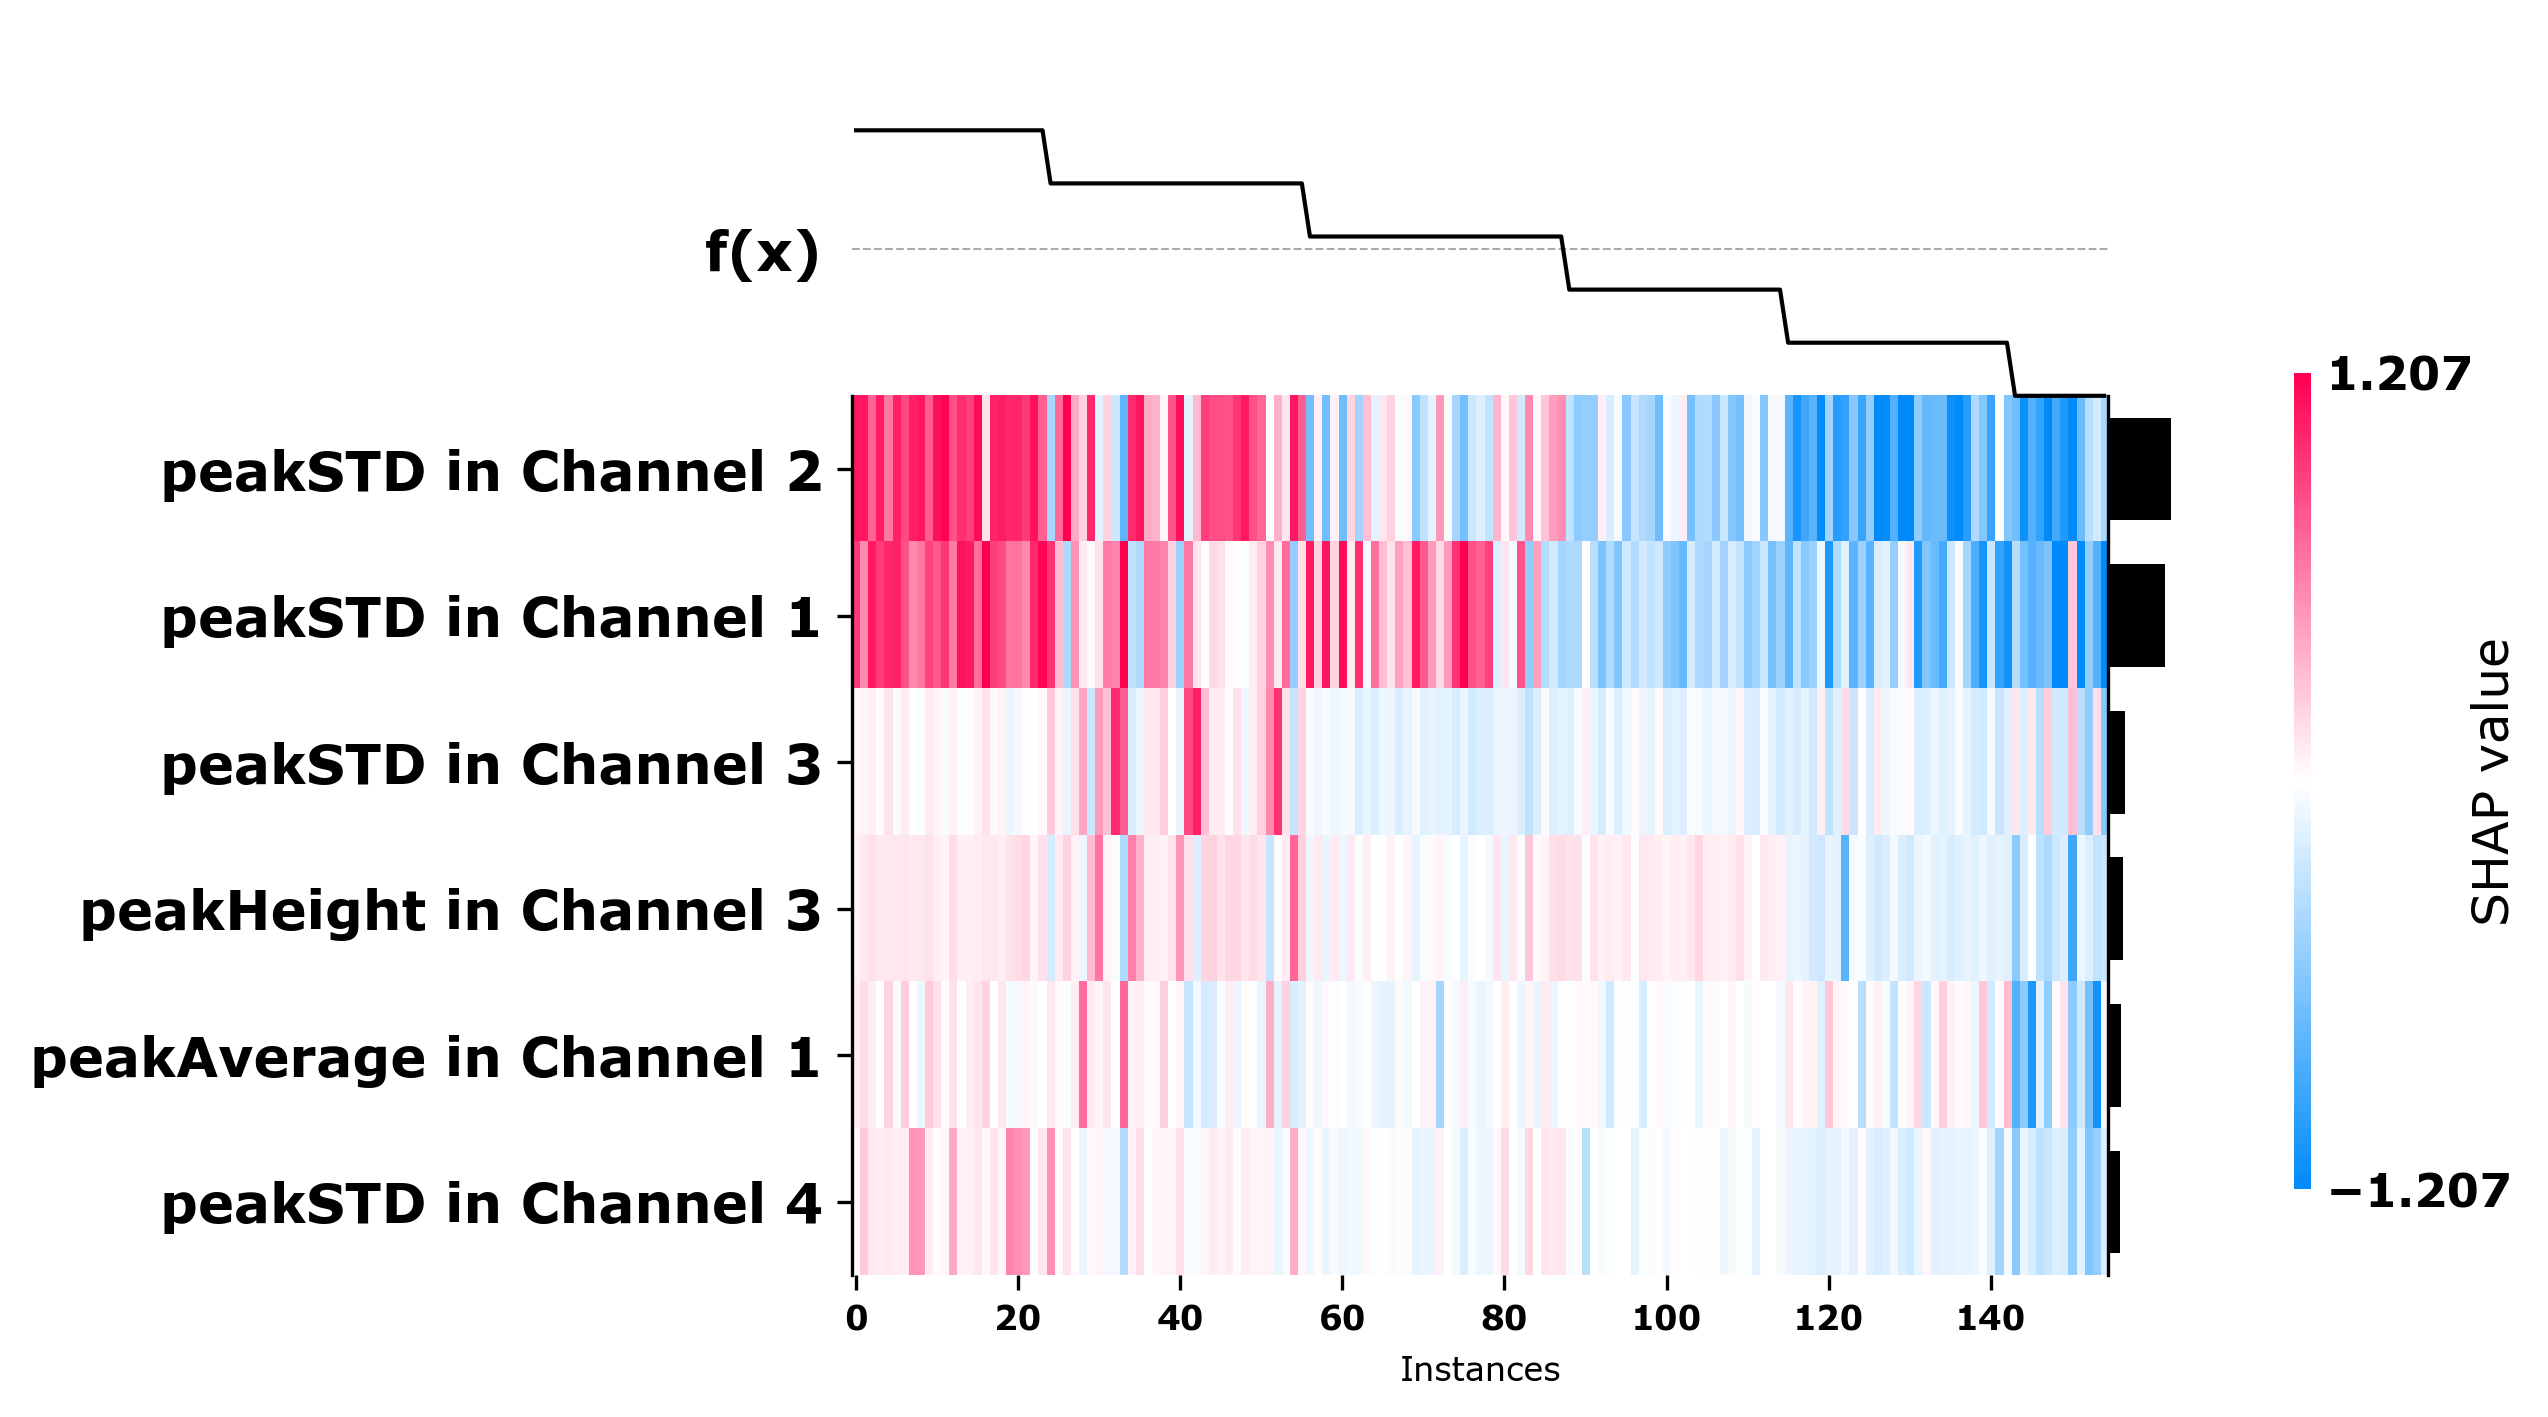 f(x)
peakSTD in Channel 2
peakSTD in Channel 1
peakSTD in Channel 3
peakHeight in Channel 3
peakAverage in Channel 1
peakSTD in Channel 4
0 20 40 60 80 100 120 140
Instances
1.207
−1.207
SHAP value